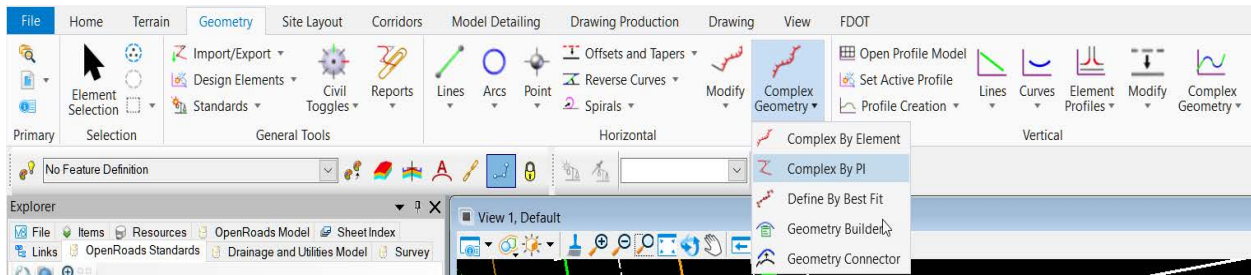 File Home Terrain Geometry Site Layout Corridors Model Detailing Drawing Production Drawing View FDOT
Import/Export Offsets and Tapers Open Profile Model
Element Selection Design Elements Civil Toggles Reports Lines Arcs Point Reverse Curves Modify Complex Geometry Set Active Profile Lines Curves Element Profiles Modify Complex Geometry
Standards Spirals Profile Creation
Primary Selection General Tools Horizontal Vertical
Complex By Element
No Feature Definition Complex By PI
Define By Best Fit
Explorer View 1, Default
File Items Resources OpenRoads Model Sheet Index Geometry Builder
Links OpenRoads Standards Drainage and Utilities Model Survey
Geometry Connector